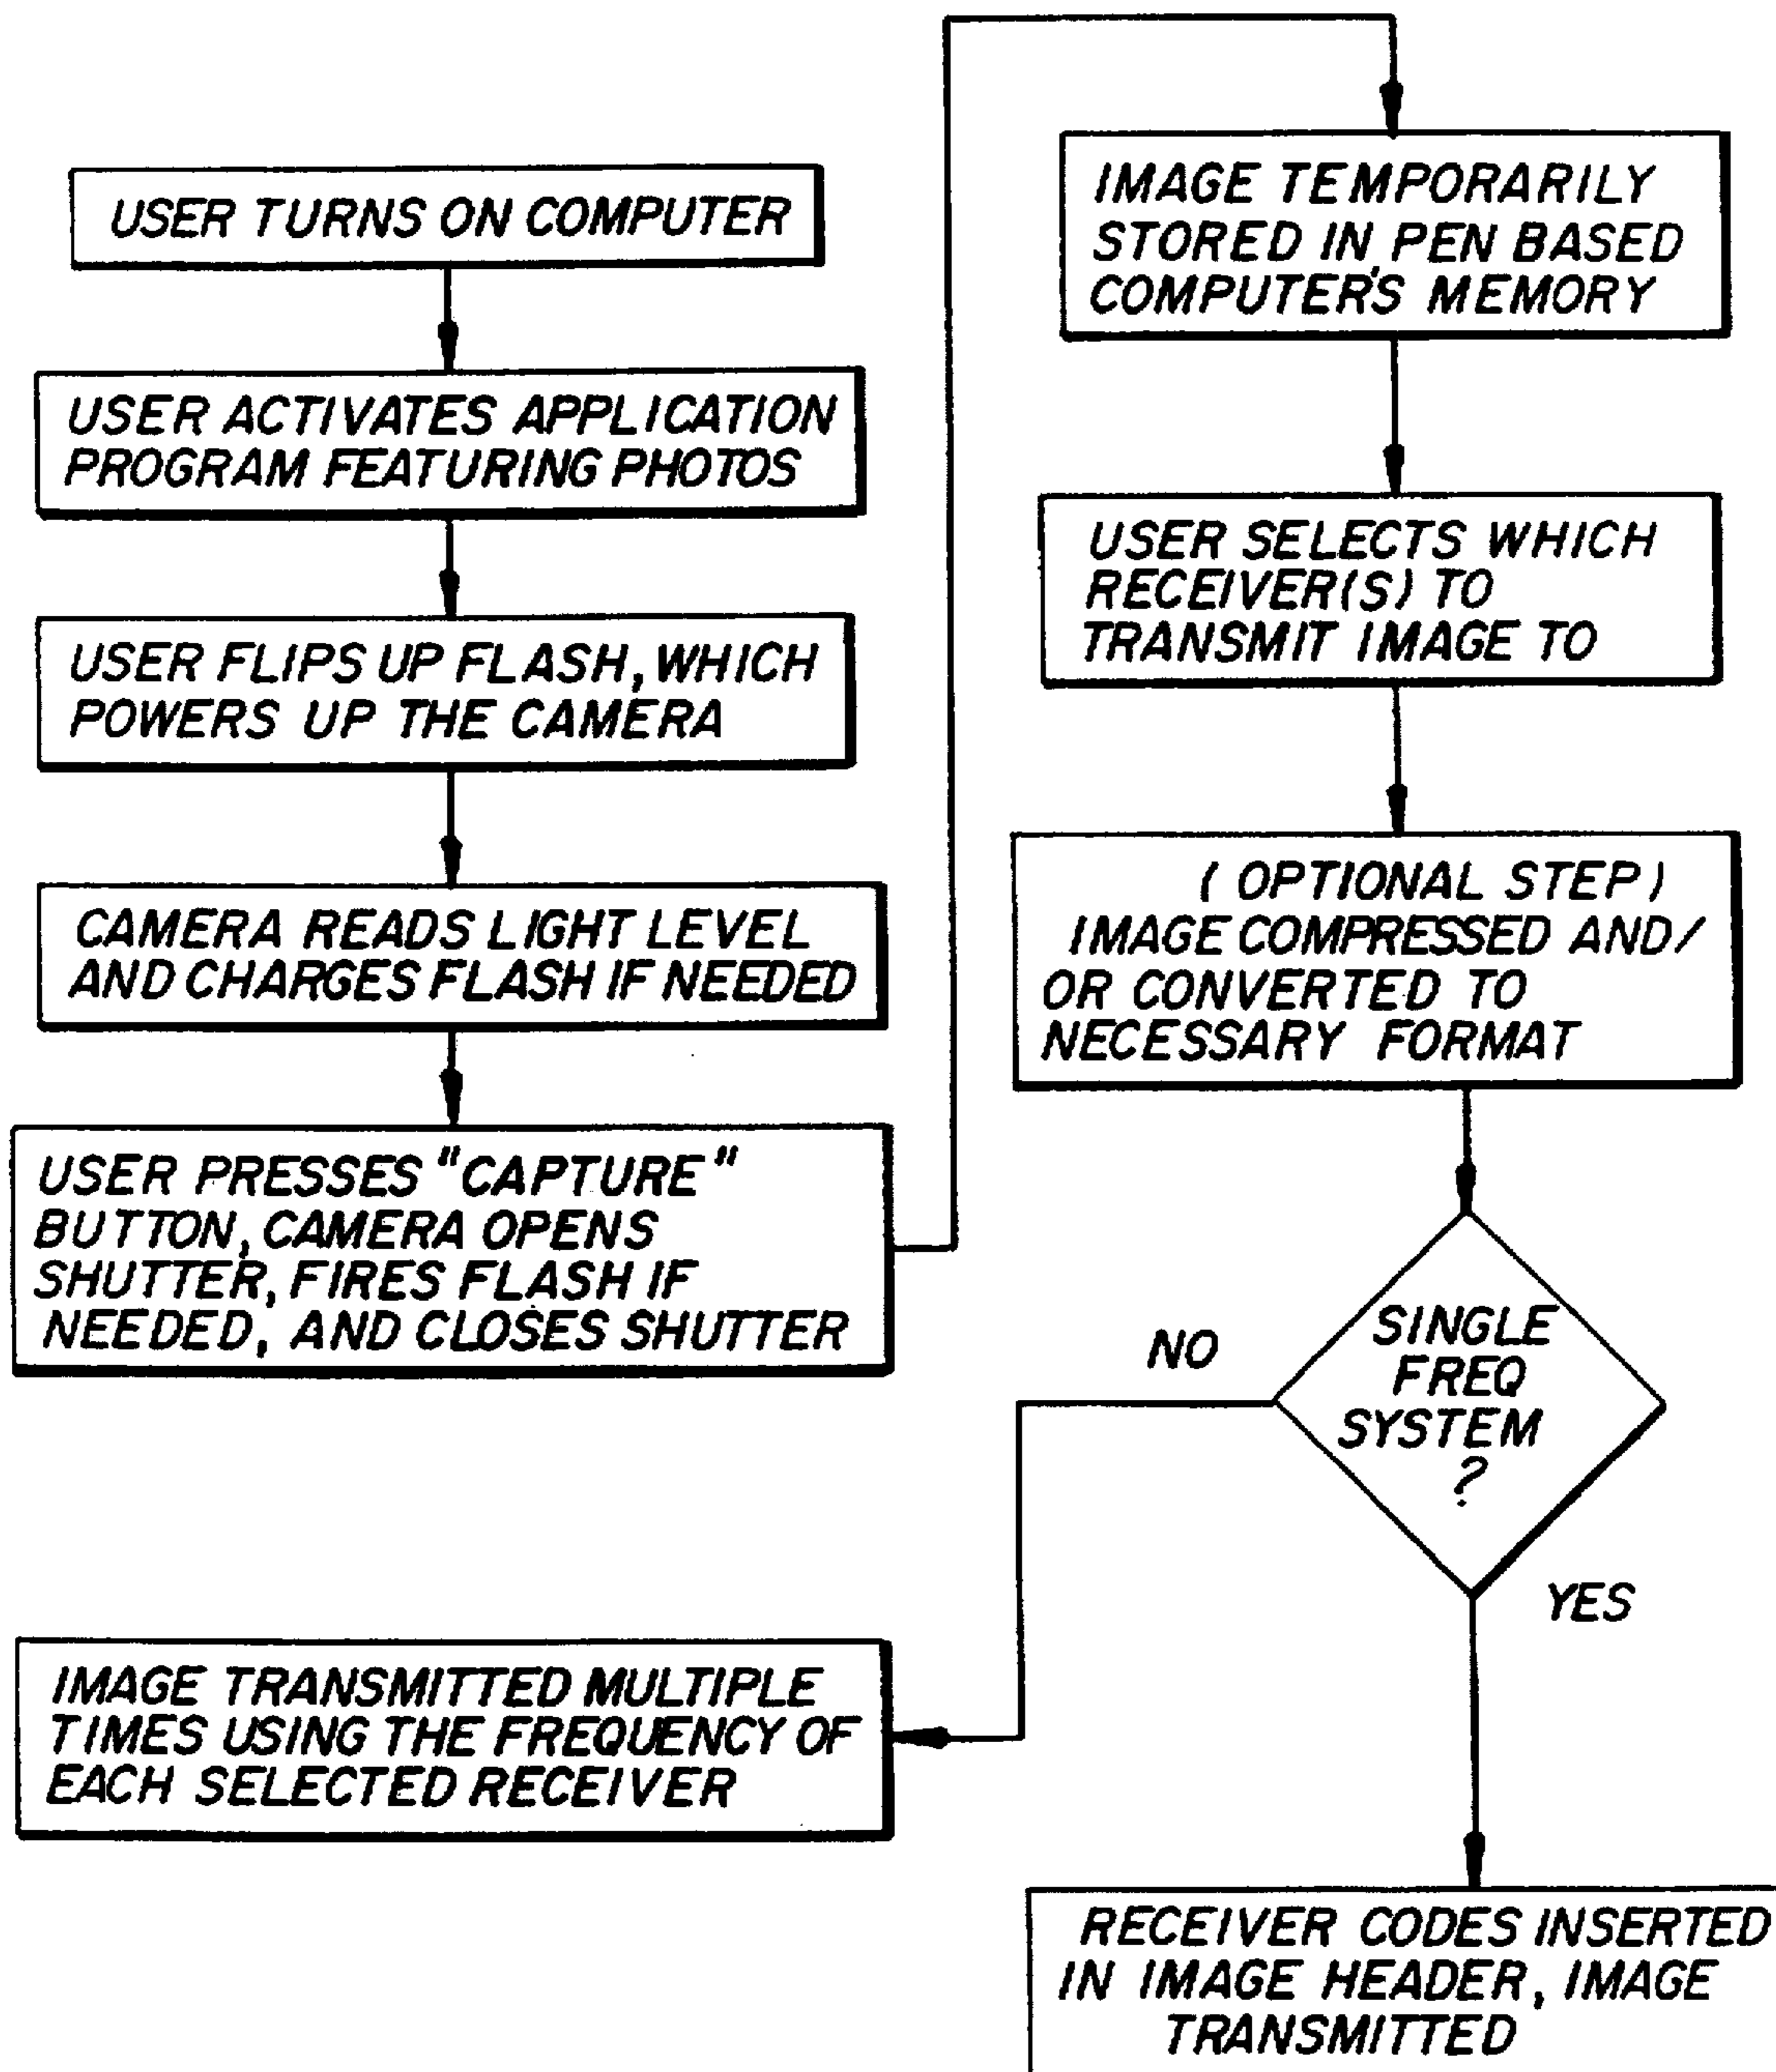 USER TURNS ON COMPUTER
USER ACTIVATES APPLICATION
PROGRAM FEATURING PHOTOS
USER FLIPS UP FLASH, WHICH
POWERS UP THE CAMERA
CAMERA READS LIGHT LEVEL
AND CHARGES FLASH IF NEEDED
USER PRESSES "CAPTURE"
BUTTON, CAMERA OPENS
SHUTTER, FIRES FLASH IF
NEEDED, AND CLOSES SHUTTER
IMAGE TEMPORARILY
STORED IN PEN BASED
COMPUTER'S MEMORY
USER SELECTS WHICH
RECEIVER(S) TO
TRANSMIT IMAGE TO
(OPTIONAL STEP)
IMAGE COMPRESSED AND/
OR CONVERTED TO
NECESSARY FORMAT
SINGLE
FREQ
SYSTEM
?
NO
YES
IMAGE TRANSMITTED MULTIPLE
TIMES USING THE FREQUENCY OF
EACH SELECTED RECEIVER
RECEIVER CODES INSERTED
IN IMAGE HEADER, IMAGE
TRANSMITTED